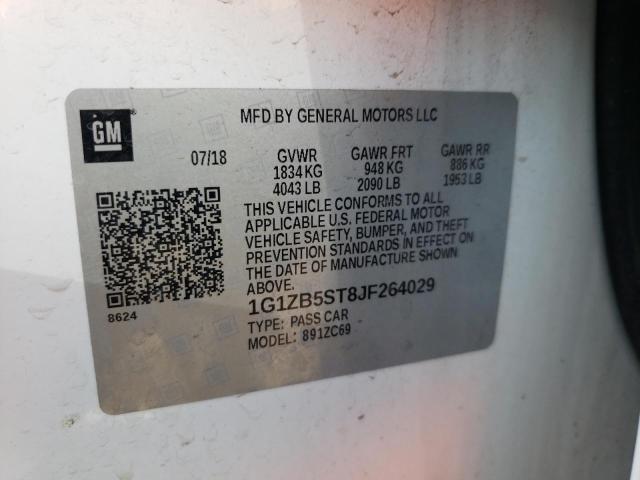 GM
MFD BY GENERAL MOTORS LLC
07/18 GVWR GAWR FRT GAWR RR
1834 KG 948 KG 886 KG
4043 LB 2090 LB 1953 LB
THIS VEHICLE CONFORMS TO ALL
APPLICABLE U.S. FEDERAL MOTOR
VEHICLE SAFETY, BUMPER, AND THEFT
PREVENTION STANDARDS IN EFFECT ON
THE DATE OF MANUFACTURE SHOWN
ABOVE.
8624
1G1ZB5ST8JF264029
TYPE: PASS CAR
MODEL: 891ZC69